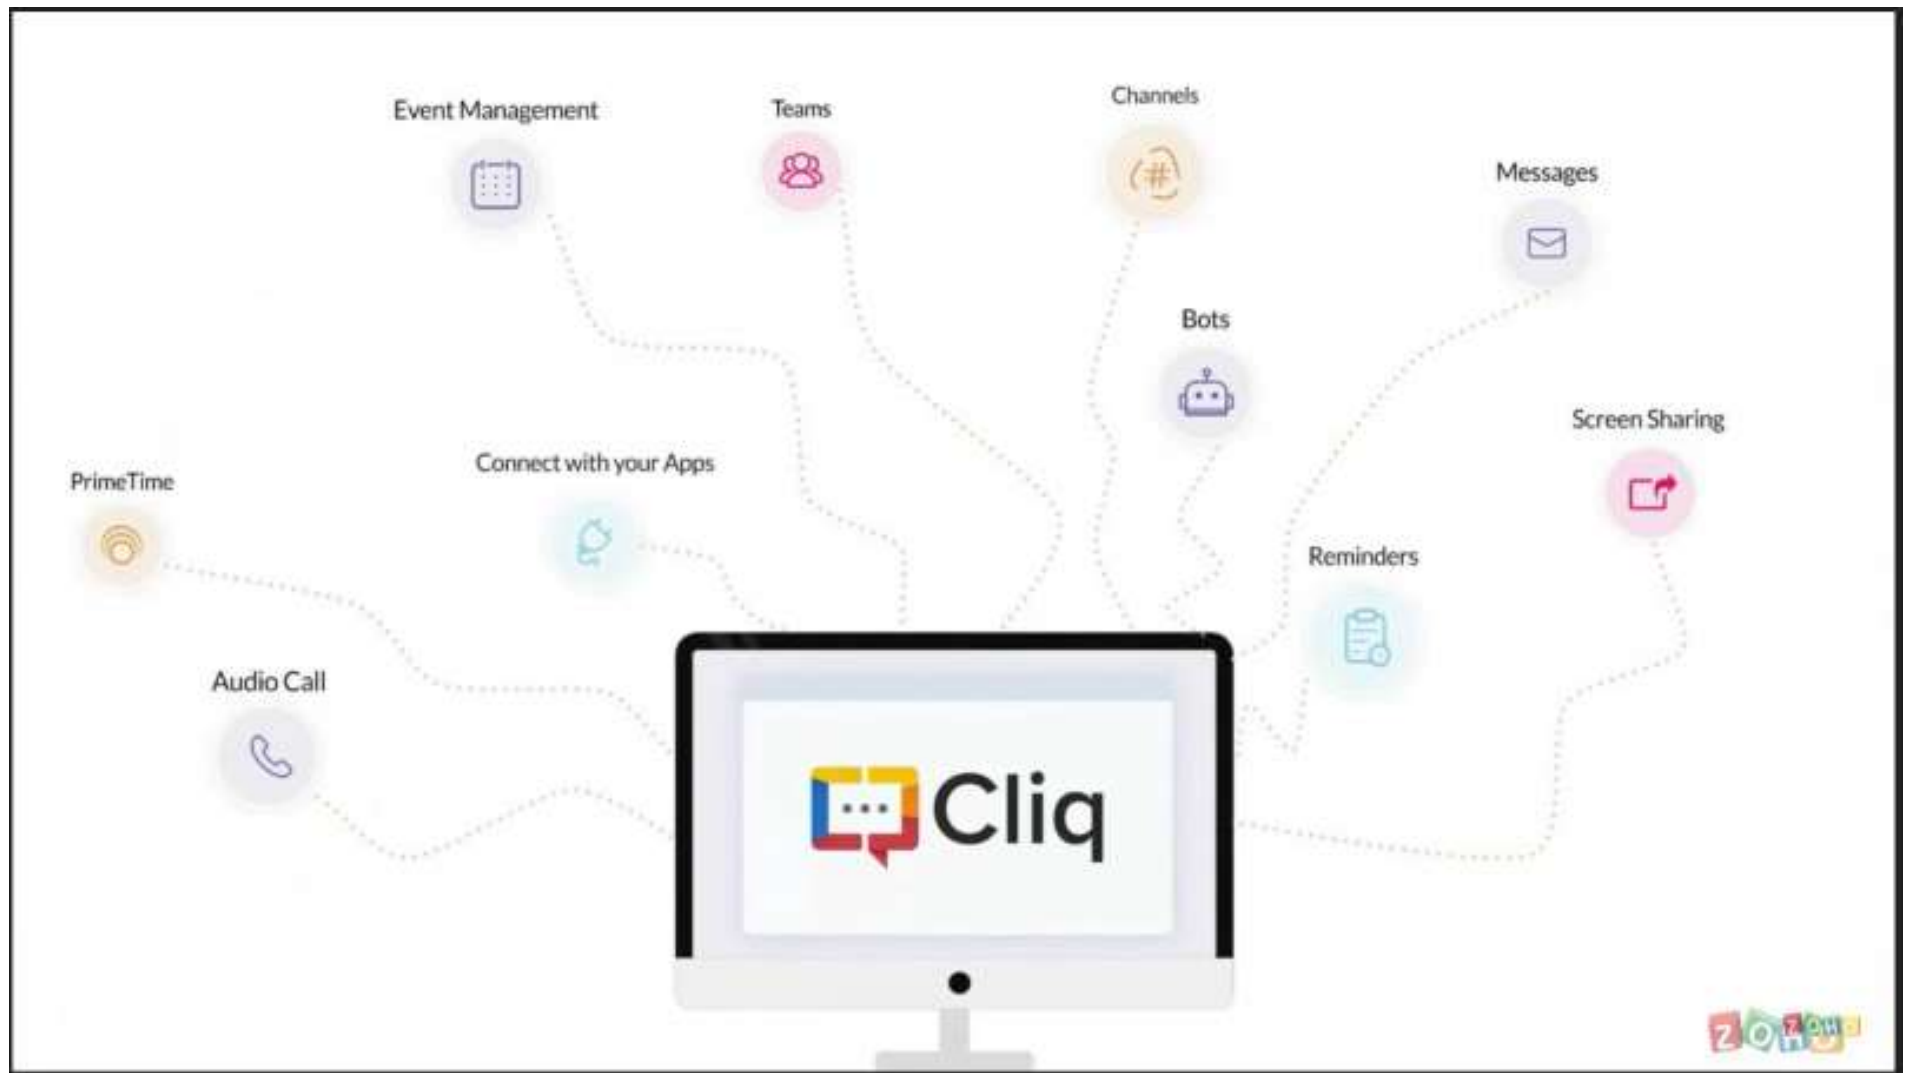 Event Management
Teams
Channels
Messages
Bots
Screen Sharing
Connect with your Apps
PrimeTime
Reminders
Audio Call
Cliq